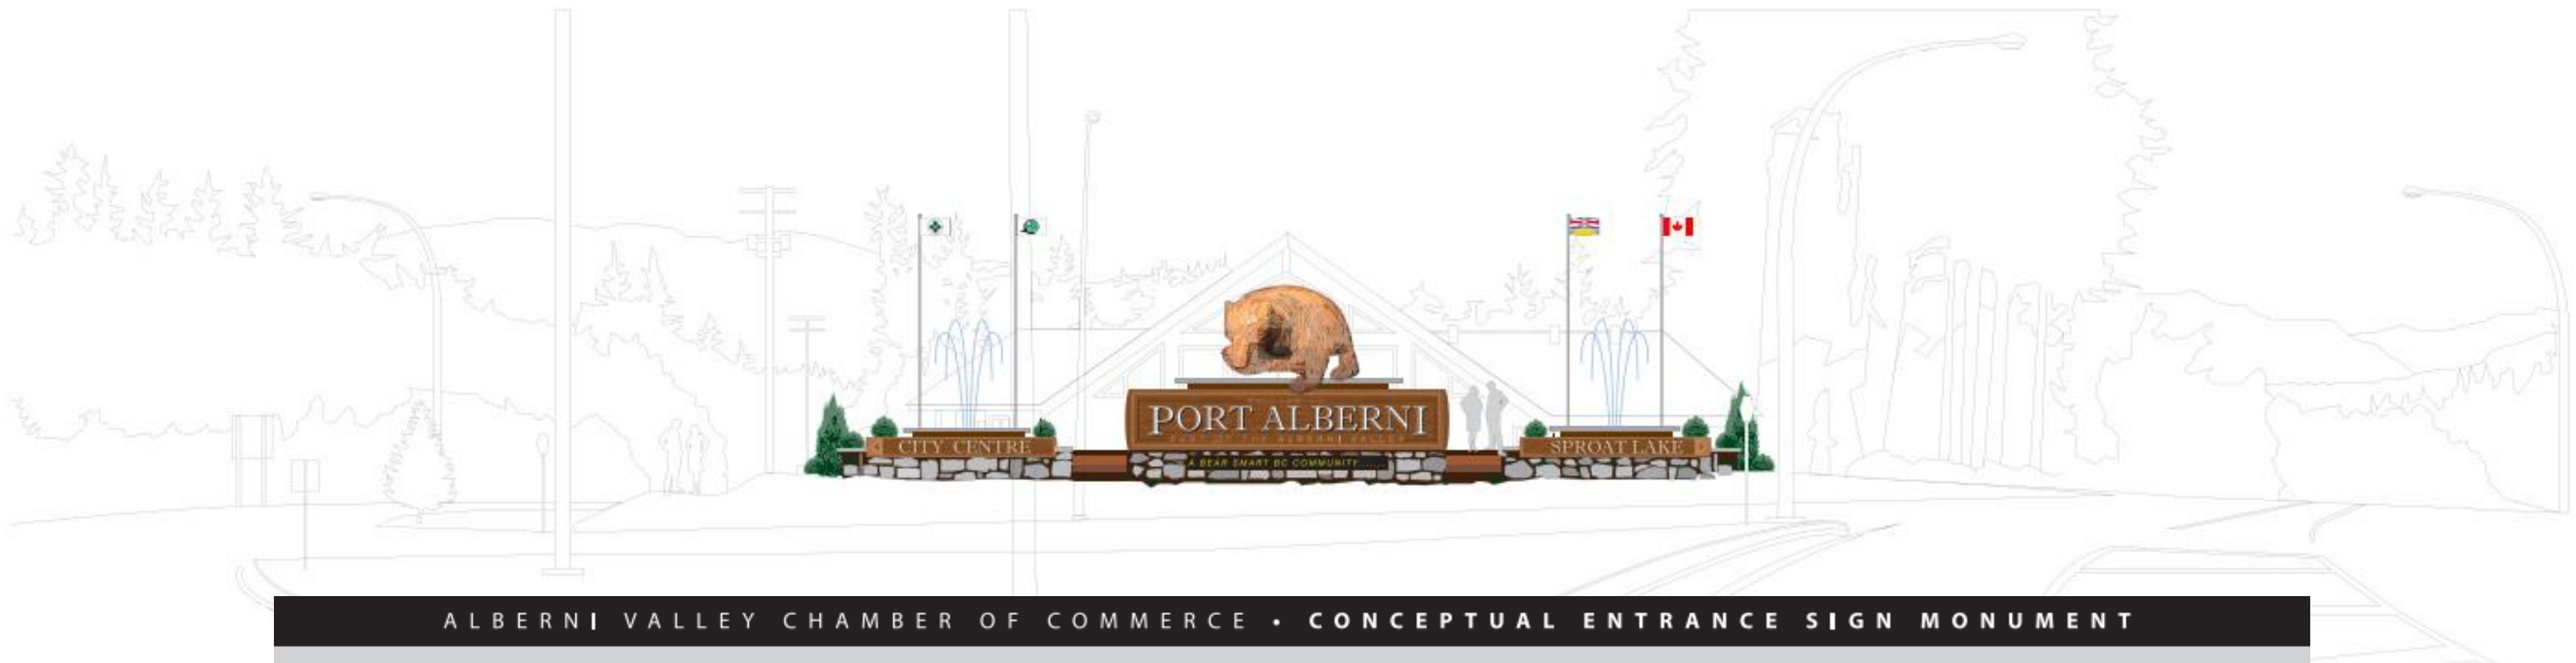 PORT ALBERNI
CITY CENTRE
SPROAT LAKE
A BEAR SMART BC COMMUNITY
ALBERNI VALLEY CHAMBER OF COMMERCE • CONCEPTUAL ENTRANCE SIGN MONUMENT